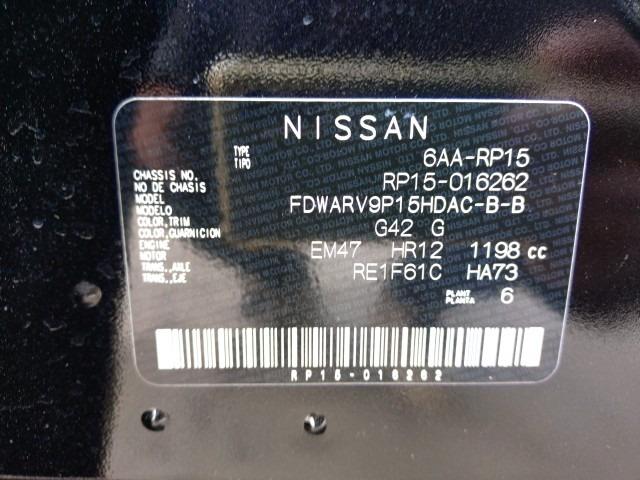 NISSAN
TYPE TIPO 6AA-RP15
CHASSIS NO. NO DE CHASIS RP15-016262
MODEL MODELO FDWARV9P15HDAC-B-B
COLOR,TRIM COLOR,GUARNICION G42 G
ENGINE MOTOR EM47 HR12 1198 cc
TRANS.,AXLE TRANS.,EJE RE1F61C HA73
PLANT PLANTA 6
RP15-016262